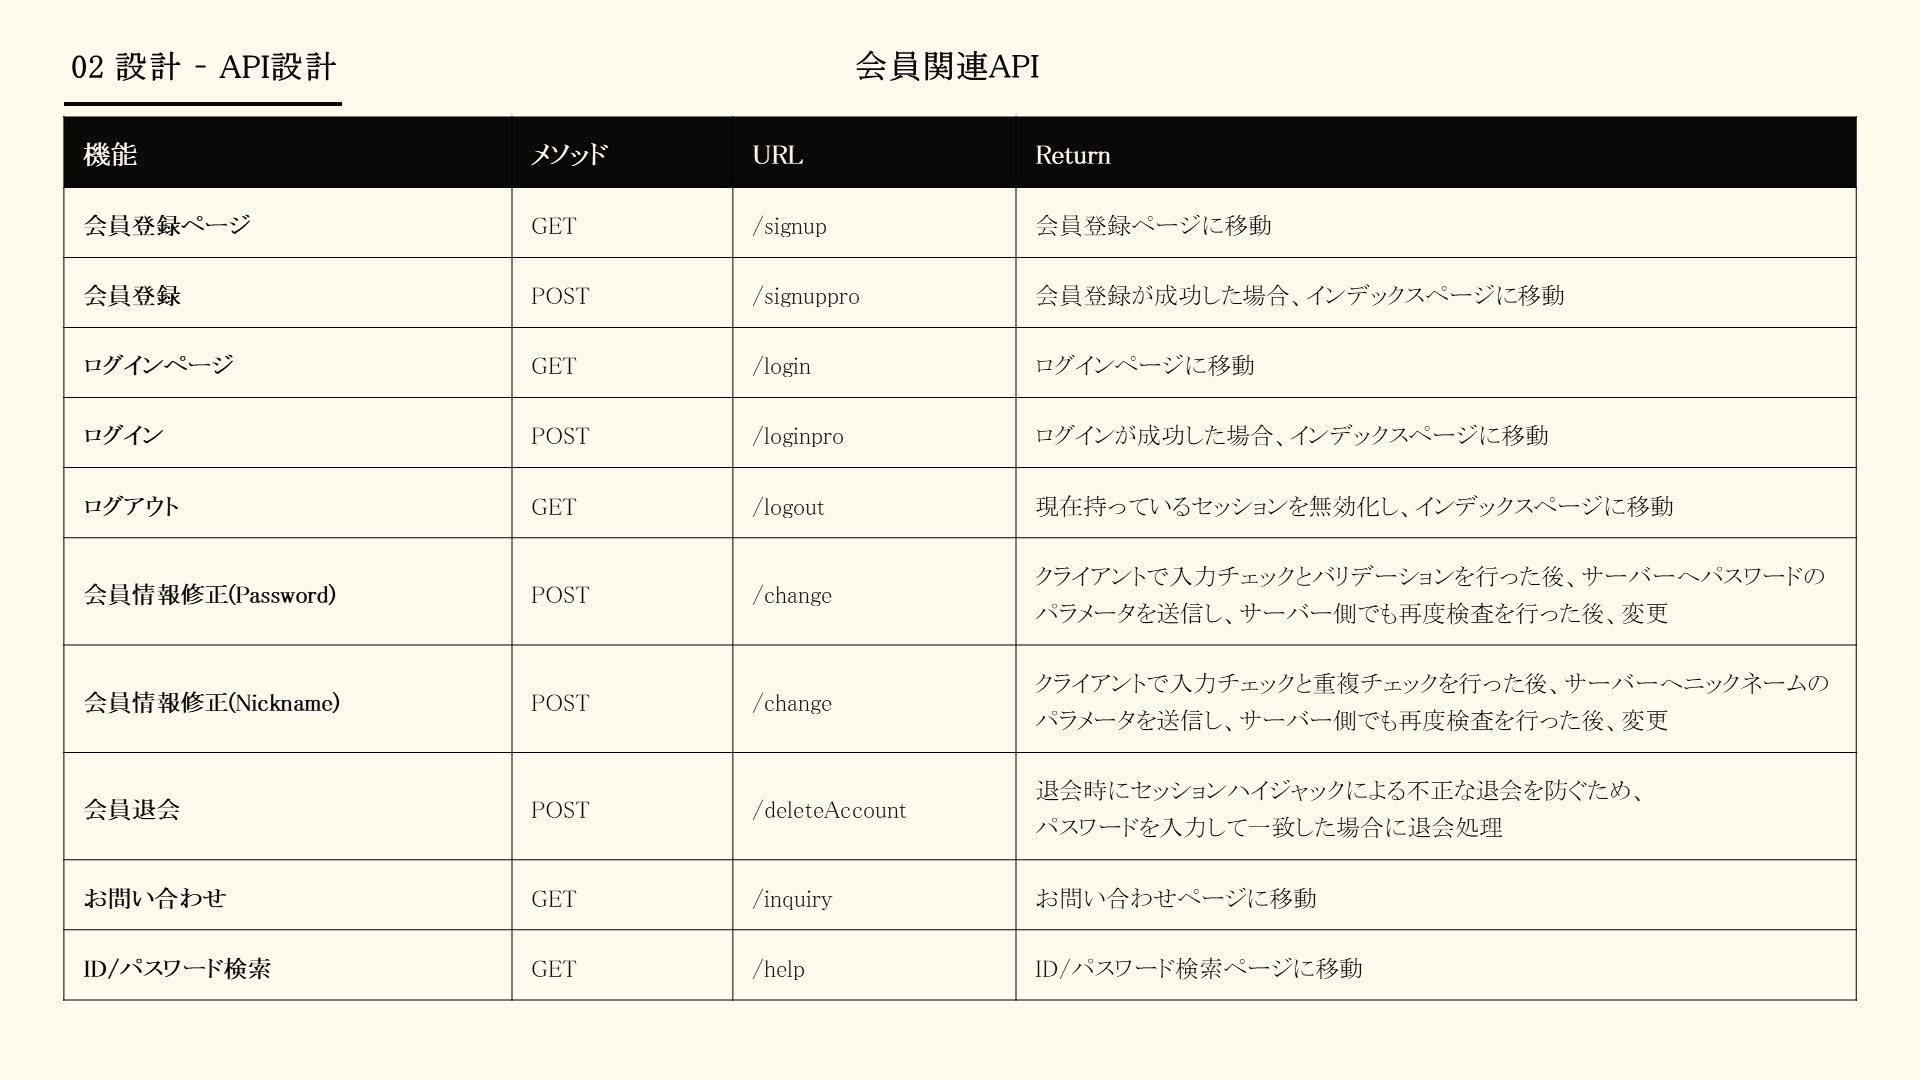 02 設計 - API設計
会員関連API
機能 メソッド URL Return
会員登録ページ GET /signup 会員登録ページに移動
会員登録 POST /signuppro 会員登録が成功した場合、インデックスページに移動
ログインページ GET /login ログインページに移動
ログイン POST /loginpro ログインが成功した場合、インデックスページに移動
ログアウト GET /logout 現在持っているセッションを無効化し、インデックスページに移動
会員情報修正(Password) POST /change クライアントで入力チェックとバリデーションを行った後、サーバーへパスワードの
パラメータを送信し、サーバー側でも再度検査を行った後、変更
会員情報修正(Nickname) POST /change クライアントで入力チェックと重複チェックを行った後、サーバーへニックネームの
パラメータを送信し、サーバー側でも再度検査を行った後、変更
会員退会 POST /deleteAccount 退会時にセッションハイジャックによる不正な退会を防ぐため、
パスワードを入力して一致した場合に退会処理
お問い合わせ GET /inquiry お問い合わせページに移動
ID/パスワード検索 GET /help ID/パスワード検索ページに移動